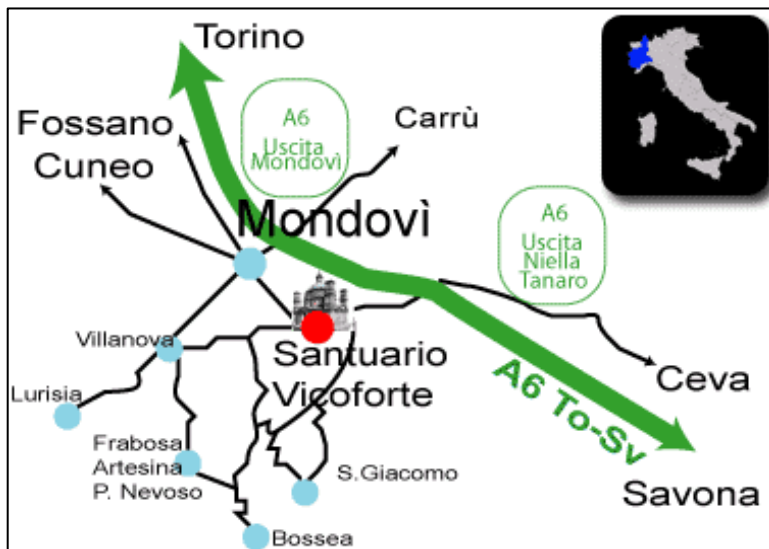 Torino
A6
Uscita
Mondovì
Fossano
Cuneo
Carrù
Mondovì
A6
Uscita
Niella
Tanaro
Villanova
Santuario
Vicoforte
Lurisia
Ceva
A6 To-Sv
Frabosa
Artesina
P. Nevoso
S.Giacomo
Savona
Bossea